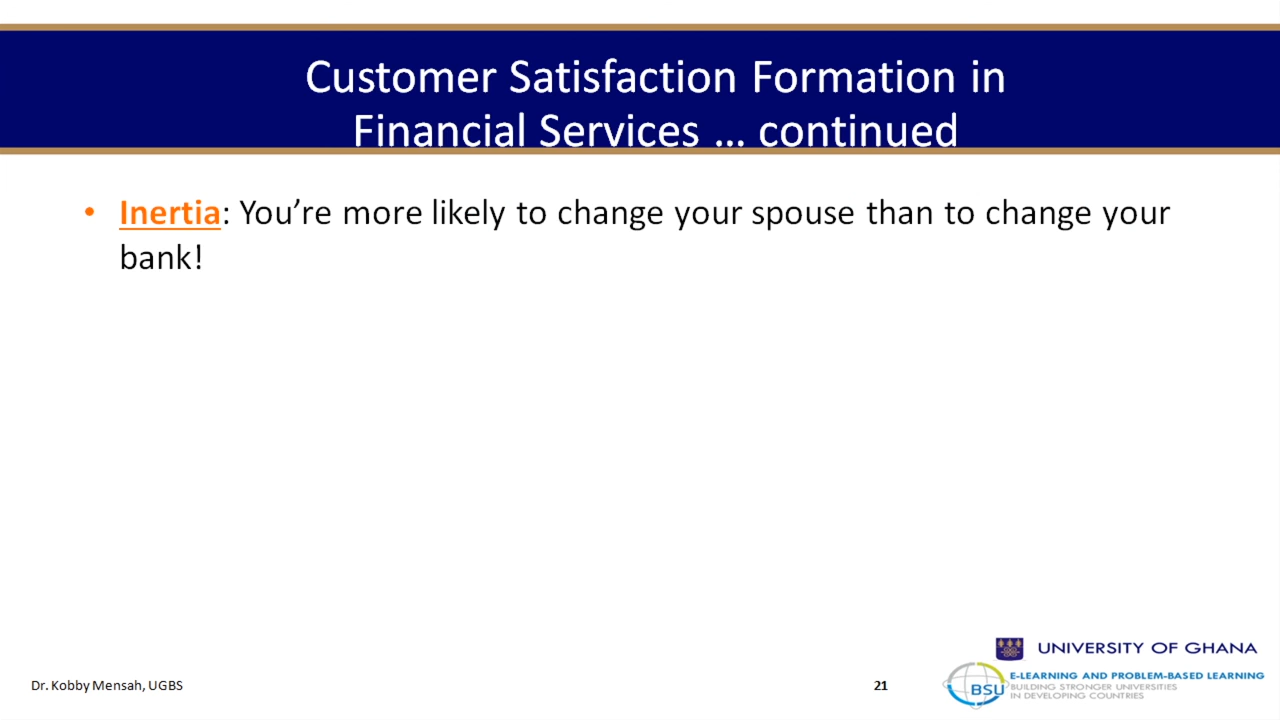 Customer Satisfaction Formation in
Financial Services … continued
• Inertia: You’re more likely to change your spouse than to change your
bank!
UNIVERSITY OF GHANA
Dr. Kobby Mensah, UGBS
21
BSU
E-LEARNING AND PROBLEM-BASED LEARNING
BUILDING STRONGER UNIVERSITIES
IN DEVELOPING COUNTRIES